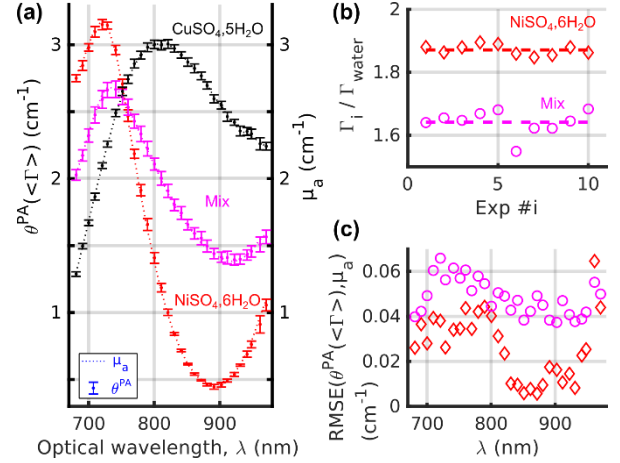 (a)
CuSO₄,5H₂O
θᴾᴬ(<Γ>) (cm⁻¹)
3
2
1
3
2
1
μₐ (cm⁻¹)
Mix
NiSO₄,6H₂O
μₐ
θᴾᴬ
700 800 900
Optical wavelength, λ (nm)
(b)
NiSO₄,6H₂O
Γᵢ / Γ_water
2
1.8
1.6
Mix
0 5 10
Exp #i
(c)
RMSE(θᴾᴬ(<Γ>),μₐ)
(cm⁻¹)
0.06
0.04
0.02
0
700 800 900
λ (nm)